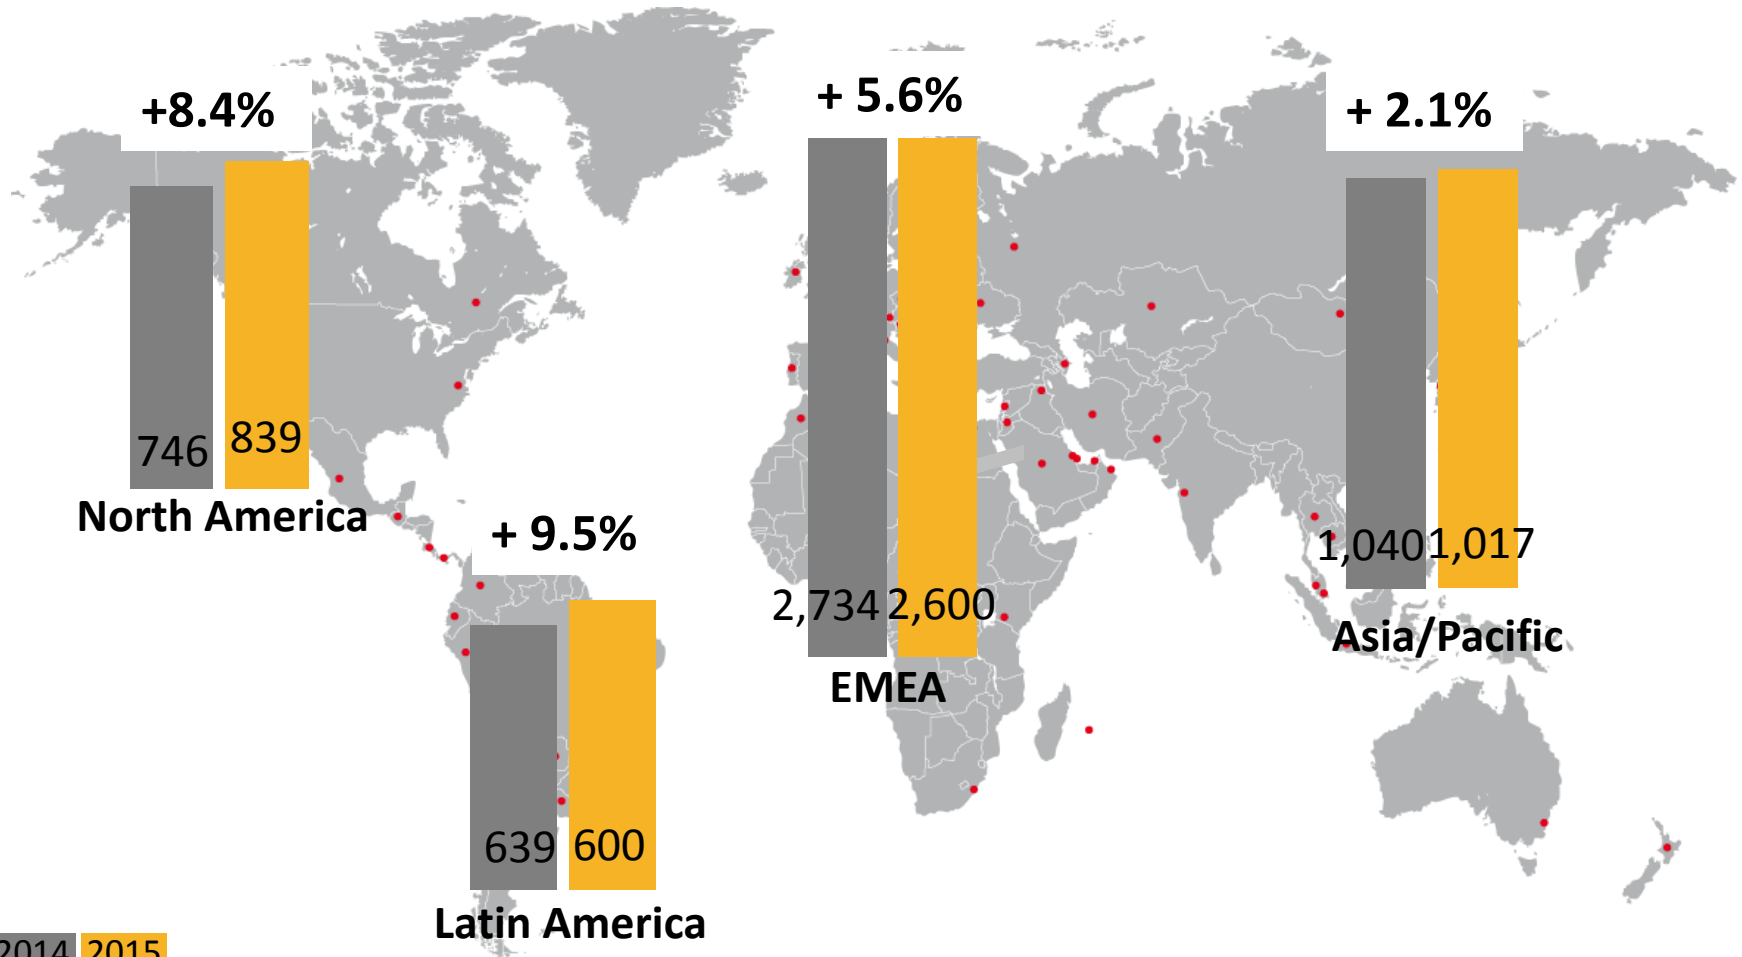 +8.4%
746 839
North America
+ 9.5%
639 600
Latin America
+ 5.6%
2,734 2,600
EMEA
+ 2.1%
1,040 1,017
Asia/Pacific
2014 2015